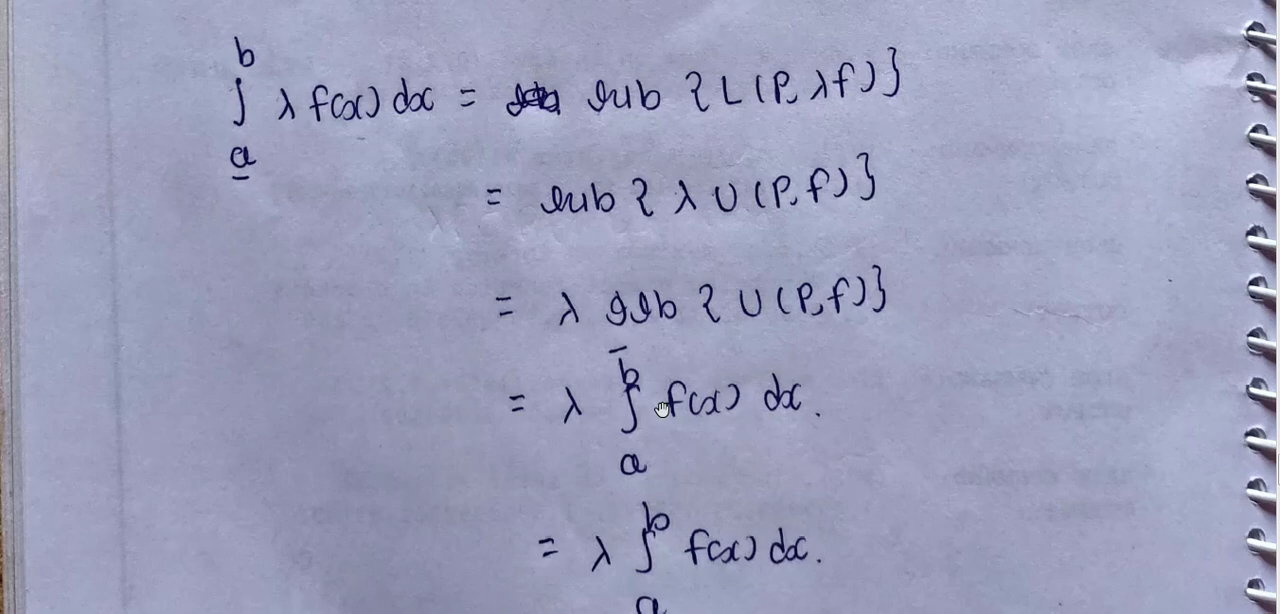 ∫_a̲^b λ f(x) dx = lub { L (P, λf) }
= lub { λ U (P, f) }
= λ glb { U (P, f) }
= λ ∫_a^b̄ f(x) dx.
= λ ∫_a^b f(x) dx.